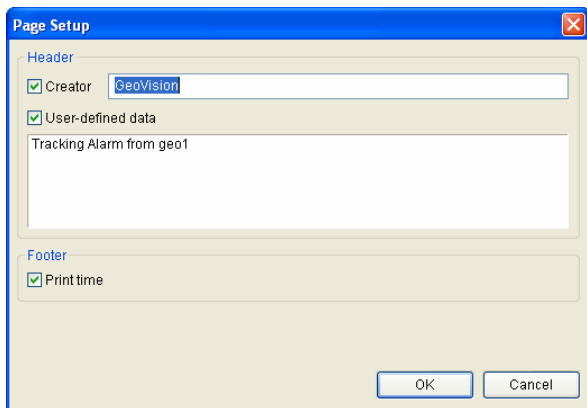 Page Setup
Header
Creator GeoVision
User-defined data
Tracking Alarm from geo1
Footer
Print time
OK Cancel